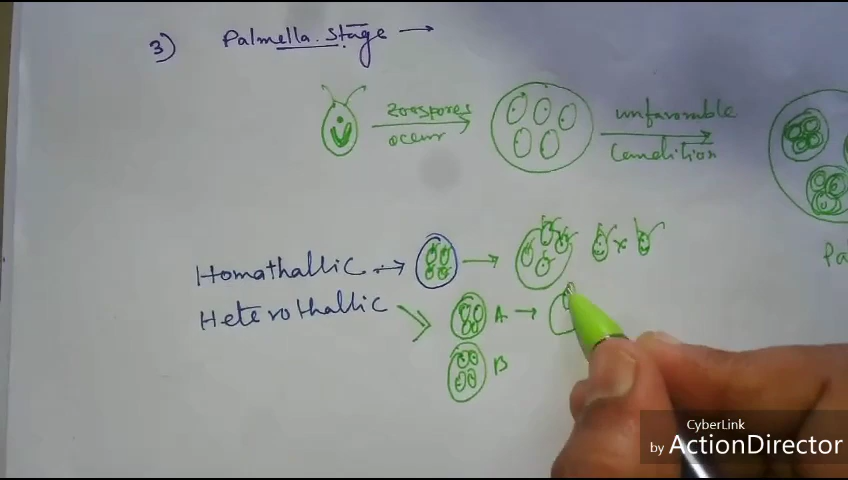 3) Palmella Stage →
zoospores
occur
unfavorable
Condition
Homathallic →
Pa
Heterothallic
A →
B
CyberLink
by ActionDirector